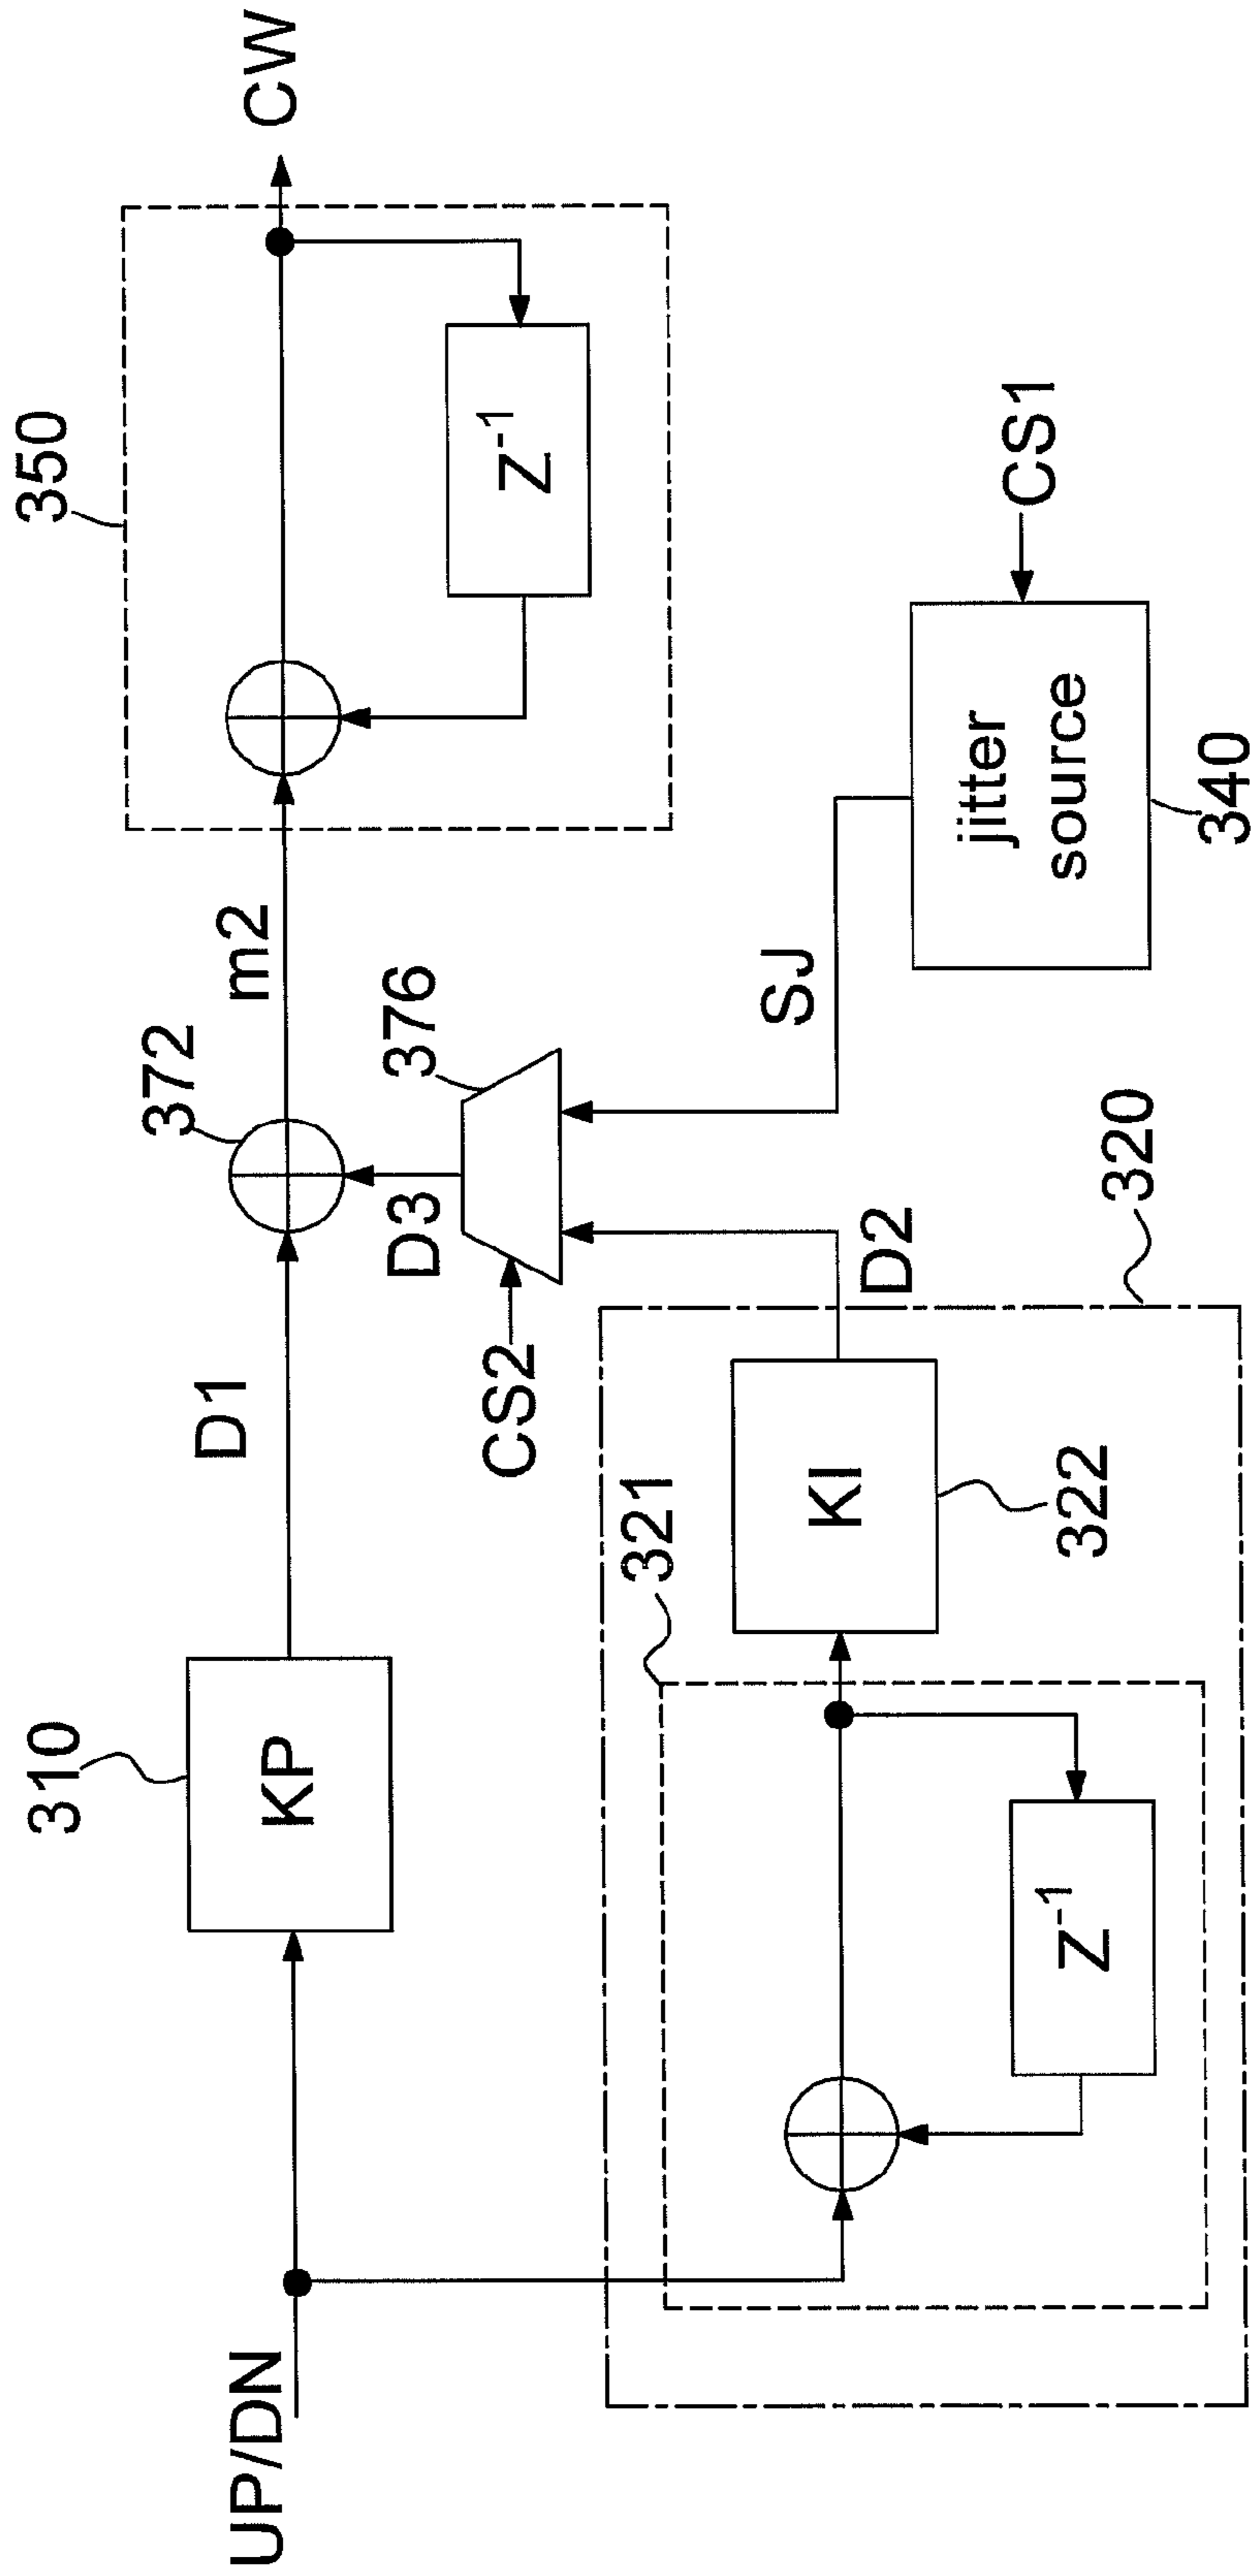 UP/DN
310
KP
D1
372
m2
350
CW
Z⁻¹
CS2
D3
376
SJ
jitter
source
340
CS1
D2
320
321
KI
322
Z⁻¹